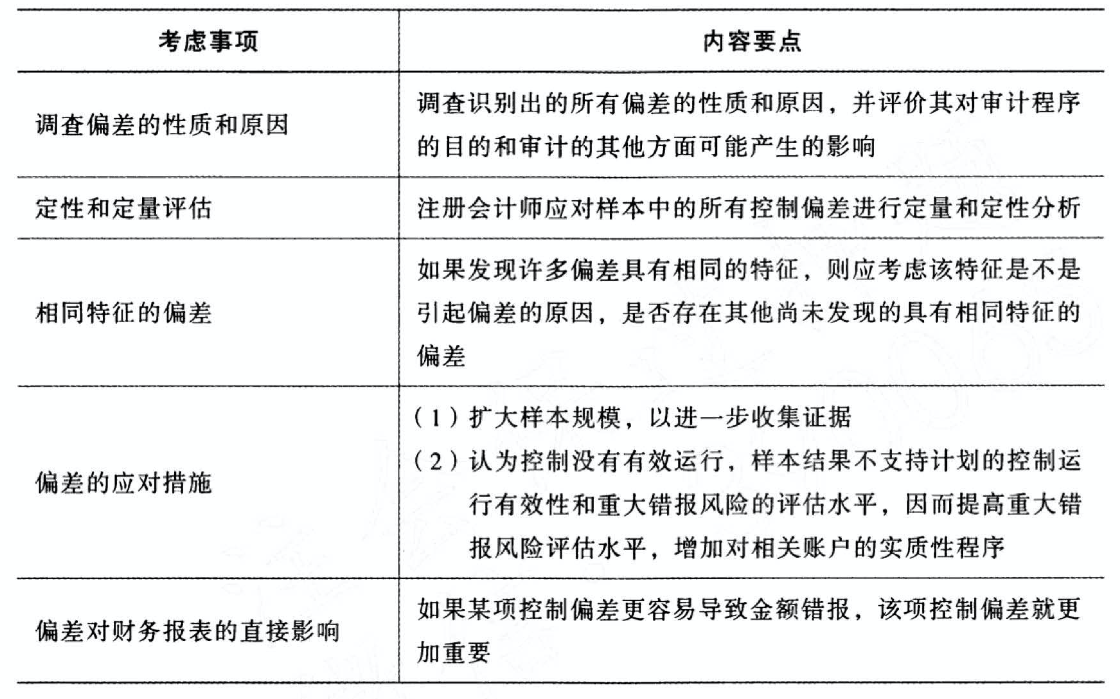 考虑事项
内容要点
调查偏差的性质和原因
调查识别出的所有偏差的性质和原因，并评价其对审计程序
的目的和审计的其他方面可能产生的影响
定性和定量评估
注册会计师应对样本中的所有控制偏差进行定量和定性分析
相同特征的偏差
如果发现许多偏差具有相同的特征，则应考虑该特征是不是
引起偏差的原因，是否存在其他尚未发现的具有相同特征的
偏差
偏差的应对措施
（1）扩大样本规模，以进一步收集证据
（2）认为控制没有有效运行，样本结果不支持计划的控制运
行有效性和重大错报风险的评估水平，因而提高重大错
报风险评估水平，增加对相关账户的实质性程序
偏差对财务报表的直接影响
如果某项控制偏差更容易导致金额错报，该项控制偏差就更
加重要